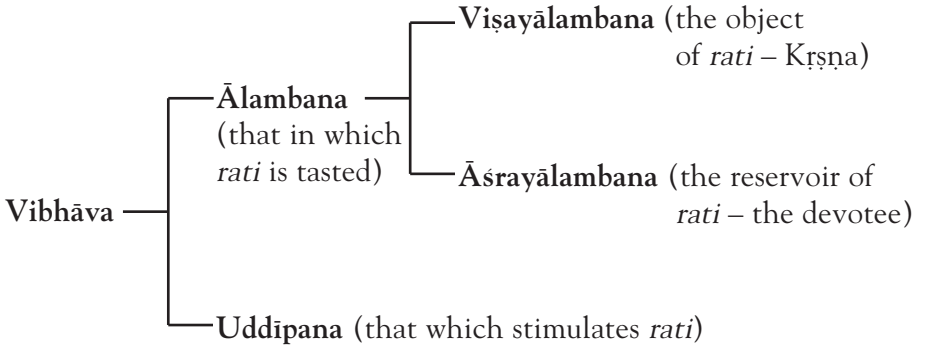 Viṣayālambana (the object
of rati – Kṛṣṇa)
Ālambana
(that in which
rati is tasted)
Āśrayālambana (the reservoir of
rati – the devotee)
Vibhāva
Uddīpana (that which stimulates rati)